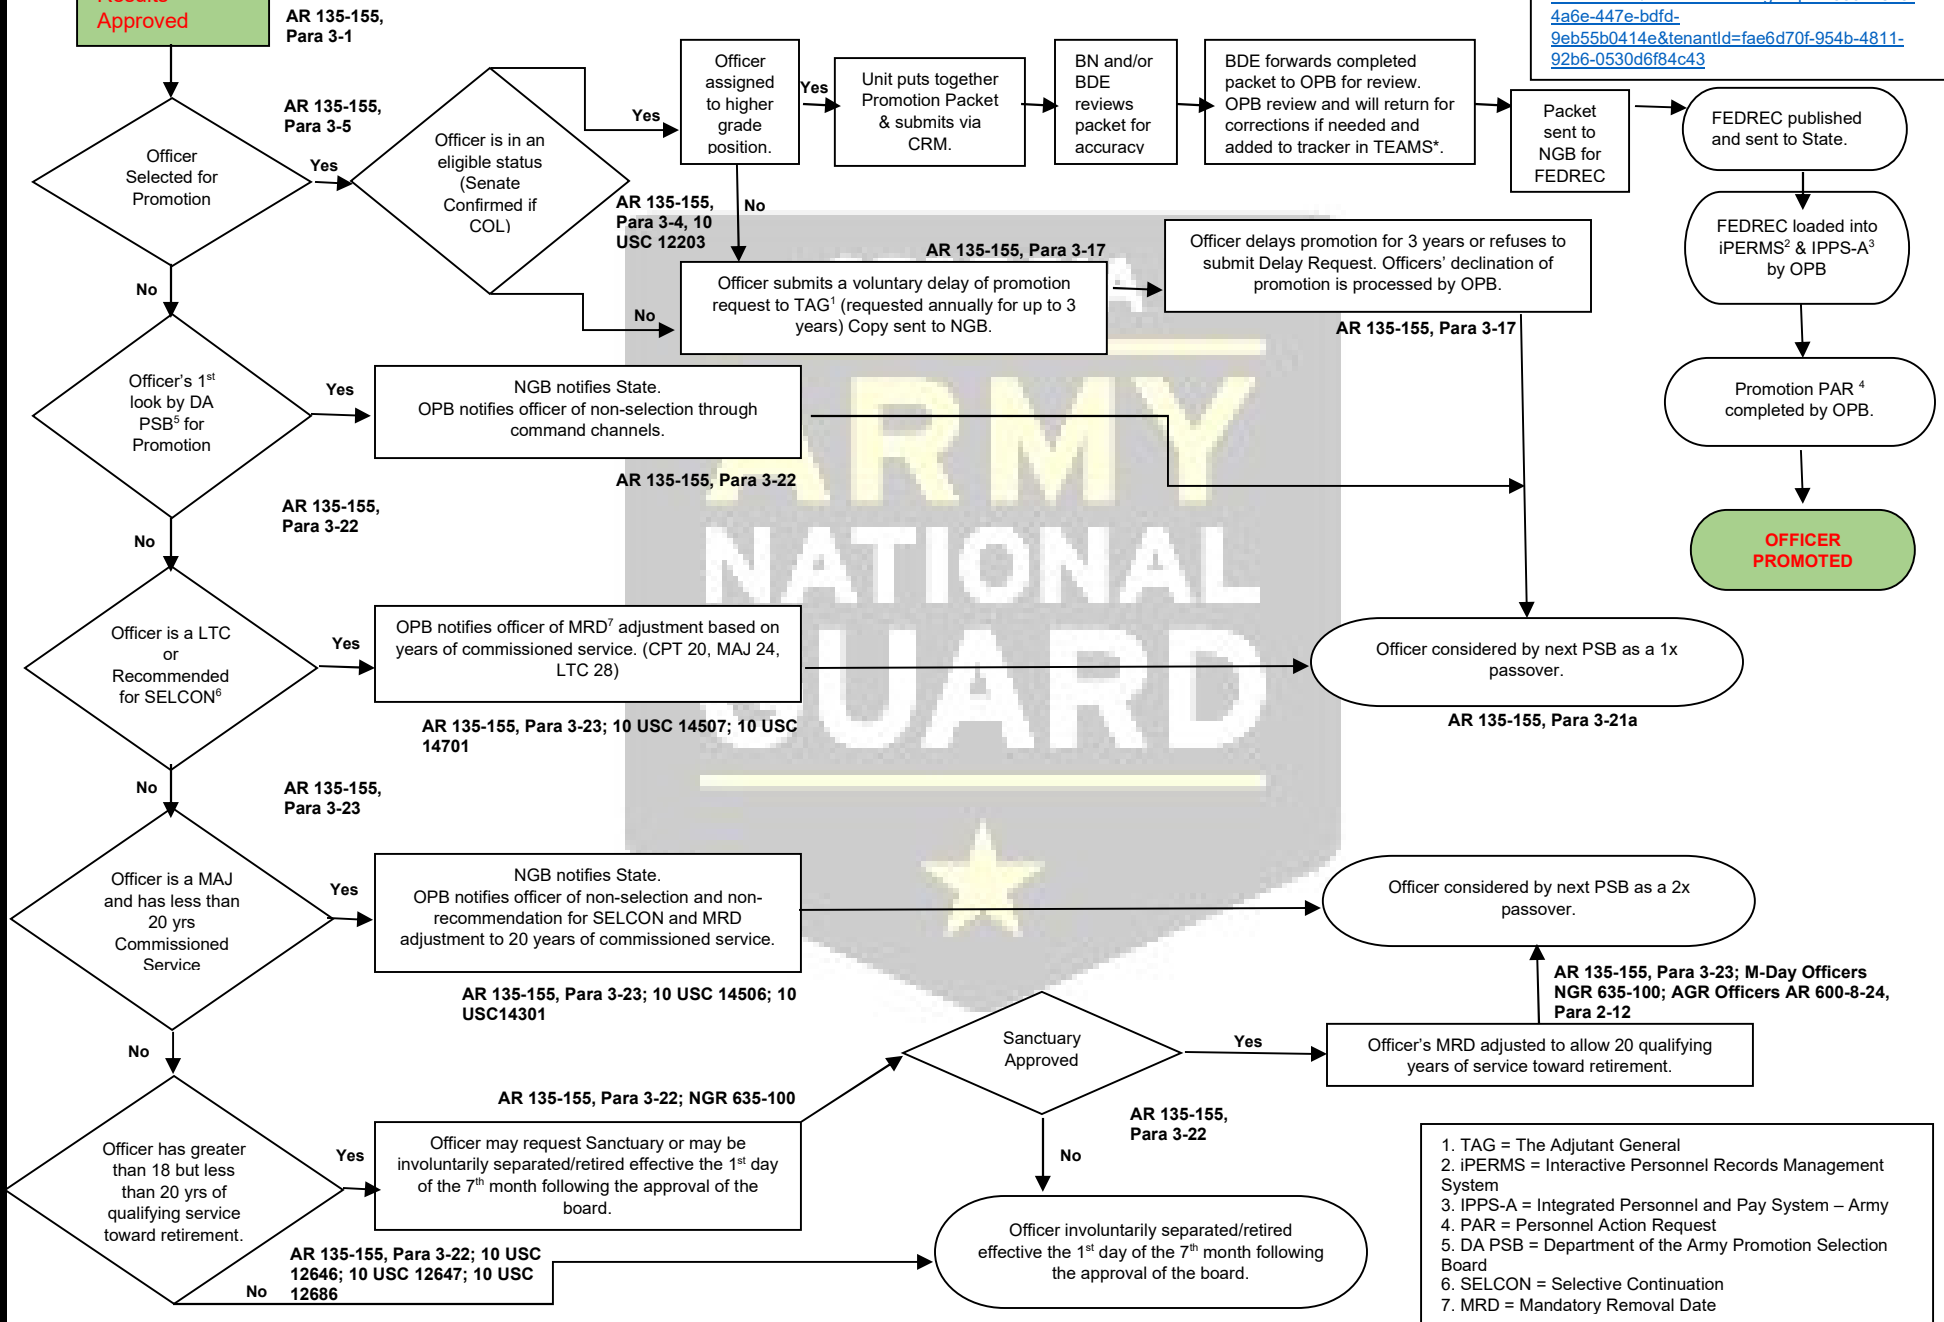 Results
Approved
AR 135-155,
Para 3-1
4a6e-447e-bdfd-
9eb55b0414e&tenantId=fae6d70f-954b-4811-
92b6-0530d6f84c43
Officer
Selected for
Promotion
AR 135-155,
Para 3-5
Yes
Officer is in an
eligible status
(Senate
Confirmed if
COL)
Yes
Officer
assigned
to higher
grade
position.
Yes
Unit puts together
Promotion Packet
& submits via
CRM.
BN and/or
BDE
reviews
packet for
accuracy
BDE forwards completed
packet to OPB for review.
OPB review and will return for
corrections if needed and
added to tracker in TEAMS*.
Packet
sent to
NGB for
FEDREC
FEDREC published
and sent to State.
FEDREC loaded into
iPERMS2 & IPPS-A3
by OPB
Promotion PAR 4
completed by OPB.
OFFICER
PROMOTED
AR 135-155,
Para 3-4, 10
USC 12203
No
No
AR 135-155, Para 3-17
Officer submits a voluntary delay of promotion
request to TAG1 (requested annually for up to 3
years) Copy sent to NGB.
Officer delays promotion for 3 years or refuses to
submit Delay Request. Officers' declination of
promotion is processed by OPB.
AR 135-155, Para 3-17
No
Officer's 1st
look by DA
PSB5 for
Promotion
Yes
NGB notifies State.
OPB notifies officer of non-selection through
command channels.
AR 135-155, Para 3-22
AR 135-155,
Para 3-22
ARMY
NATIONAL
GUARD
No
Officer is a LTC
or
Recommended
for SELCON6
Yes
OPB notifies officer of MRD7 adjustment based on
years of commissioned service. (CPT 20, MAJ 24,
LTC 28)
AR 135-155, Para 3-23; 10 USC 14507; 10 USC
14701
Officer considered by next PSB as a 1x
passover.
AR 135-155, Para 3-21a
No
AR 135-155,
Para 3-23
Officer is a MAJ
and has less than
20 yrs
Commissioned
Service
Yes
NGB notifies State.
OPB notifies officer of non-selection and non-
recommendation for SELCON and MRD
adjustment to 20 years of commissioned service.
AR 135-155, Para 3-23; 10 USC 14506; 10
USC14301
Officer considered by next PSB as a 2x
passover.
AR 135-155, Para 3-23; M-Day Officers
NGR 635-100; AGR Officers AR 600-8-24,
Para 2-12
No
Sanctuary
Approved
Yes
Officer's MRD adjusted to allow 20 qualifying
years of service toward retirement.
AR 135-155, Para 3-22; NGR 635-100
Officer has greater
than 18 but less
than 20 yrs of
qualifying service
toward retirement.
Yes
Officer may request Sanctuary or may be
involuntarily separated/retired effective the 1st day
of the 7th month following the approval of the
board.
AR 135-155,
Para 3-22
No
Officer involuntarily separated/retired
effective the 1st day of the 7th month following
the approval of the board.
AR 135-155, Para 3-22; 10 USC
12646; 10 USC 12647; 10 USC
12686
No
1. TAG = The Adjutant General
2. iPERMS = Interactive Personnel Records Management
System
3. IPPS-A = Integrated Personnel and Pay System – Army
4. PAR = Personnel Action Request
5. DA PSB = Department of the Army Promotion Selection
Board
6. SELCON = Selective Continuation
7. MRD = Mandatory Removal Date